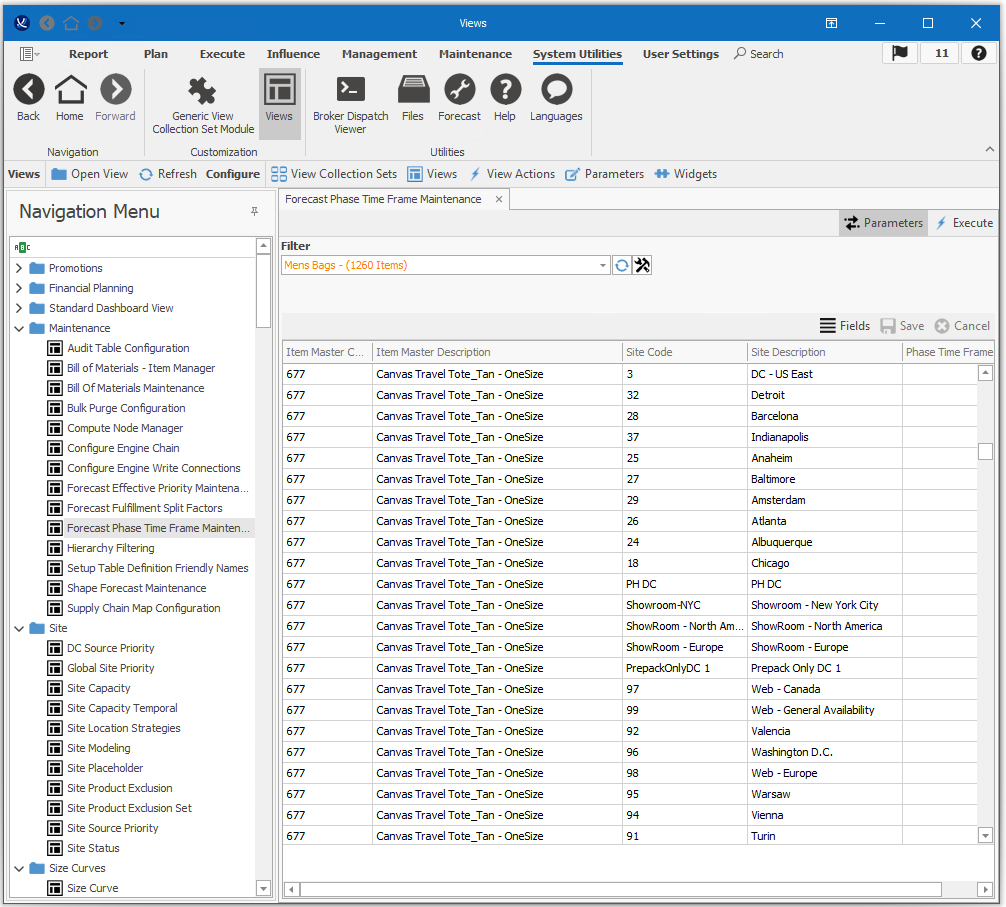 Views
Report Plan Execute Influence Management Maintenance System Utilities User Settings Search 11
Back Home Forward Generic View Collection Set Module Views Broker Dispatch Viewer Files Forecast Help Languages
Navigation Customization Utilities
Views Open View Refresh Configure View Collection Sets Views View Actions Parameters Widgets
Navigation Menu
ABC
Promotions
Financial Planning
Standard Dashboard View
Maintenance
Audit Table Configuration
Bill of Materials - Item Manager
Bill Of Materials Maintenance
Bulk Purge Configuration
Compute Node Manager
Configure Engine Chain
Configure Engine Write Connections
Forecast Effective Priority Maintena...
Forecast Fulfillment Split Factors
Forecast Phase Time Frame Mainten...
Hierarchy Filtering
Setup Table Definition Friendly Names
Shape Forecast Maintenance
Supply Chain Map Configuration
Site
DC Source Priority
Global Site Priority
Site Capacity
Site Capacity Temporal
Site Location Strategies
Site Modeling
Site Placeholder
Site Product Exclusion
Site Product Exclusion Set
Site Source Priority
Site Status
Size Curves
Size Curve
Forecast Phase Time Frame Maintenance
Parameters Execute
Filter
Mens Bags - (1260 Items)
Fields Save Cancel
Item Master C... Item Master Description Site Code Site Description Phase Time Frame
677 Canvas Travel Tote_Tan - OneSize 3 DC - US East
677 Canvas Travel Tote_Tan - OneSize 32 Detroit
677 Canvas Travel Tote_Tan - OneSize 28 Barcelona
677 Canvas Travel Tote_Tan - OneSize 37 Indianapolis
677 Canvas Travel Tote_Tan - OneSize 25 Anaheim
677 Canvas Travel Tote_Tan - OneSize 27 Baltimore
677 Canvas Travel Tote_Tan - OneSize 29 Amsterdam
677 Canvas Travel Tote_Tan - OneSize 26 Atlanta
677 Canvas Travel Tote_Tan - OneSize 24 Albuquerque
677 Canvas Travel Tote_Tan - OneSize 18 Chicago
677 Canvas Travel Tote_Tan - OneSize PH DC PH DC
677 Canvas Travel Tote_Tan - OneSize Showroom-NYC Showroom - New York City
677 Canvas Travel Tote_Tan - OneSize ShowRoom - North Am... ShowRoom - North America
677 Canvas Travel Tote_Tan - OneSize ShowRoom - Europe ShowRoom - Europe
677 Canvas Travel Tote_Tan - OneSize PrepackOnlyDC 1 Prepack Only DC 1
677 Canvas Travel Tote_Tan - OneSize 97 Web - Canada
677 Canvas Travel Tote_Tan - OneSize 99 Web - General Availability
677 Canvas Travel Tote_Tan - OneSize 92 Valencia
677 Canvas Travel Tote_Tan - OneSize 96 Washington D.C.
677 Canvas Travel Tote_Tan - OneSize 98 Web - Europe
677 Canvas Travel Tote_Tan - OneSize 95 Warsaw
677 Canvas Travel Tote_Tan - OneSize 94 Vienna
677 Canvas Travel Tote_Tan - OneSize 91 Turin